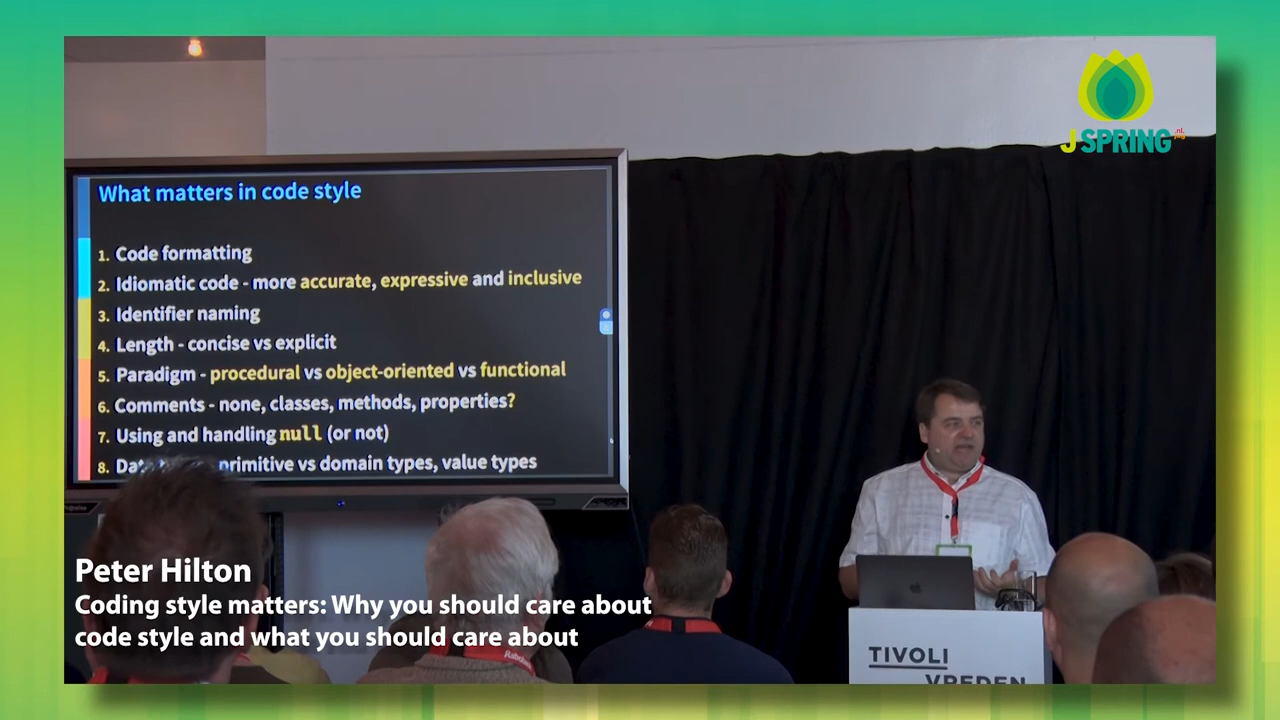 J SPRING
What matters in code style
1. Code formatting
2. Idiomatic code - more accurate, expressive and inclusive
3. Identifier naming
4. Length - concise vs explicit
5. Paradigm - procedural vs object-oriented vs functional
6. Comments - none, classes, methods, properties?
7. Using and handling null (or not)
8. primitive vs domain types, value types
Peter Hilton
Coding style matters: Why you should care about
code style and what you should care about
TIVOLI
VREDEN